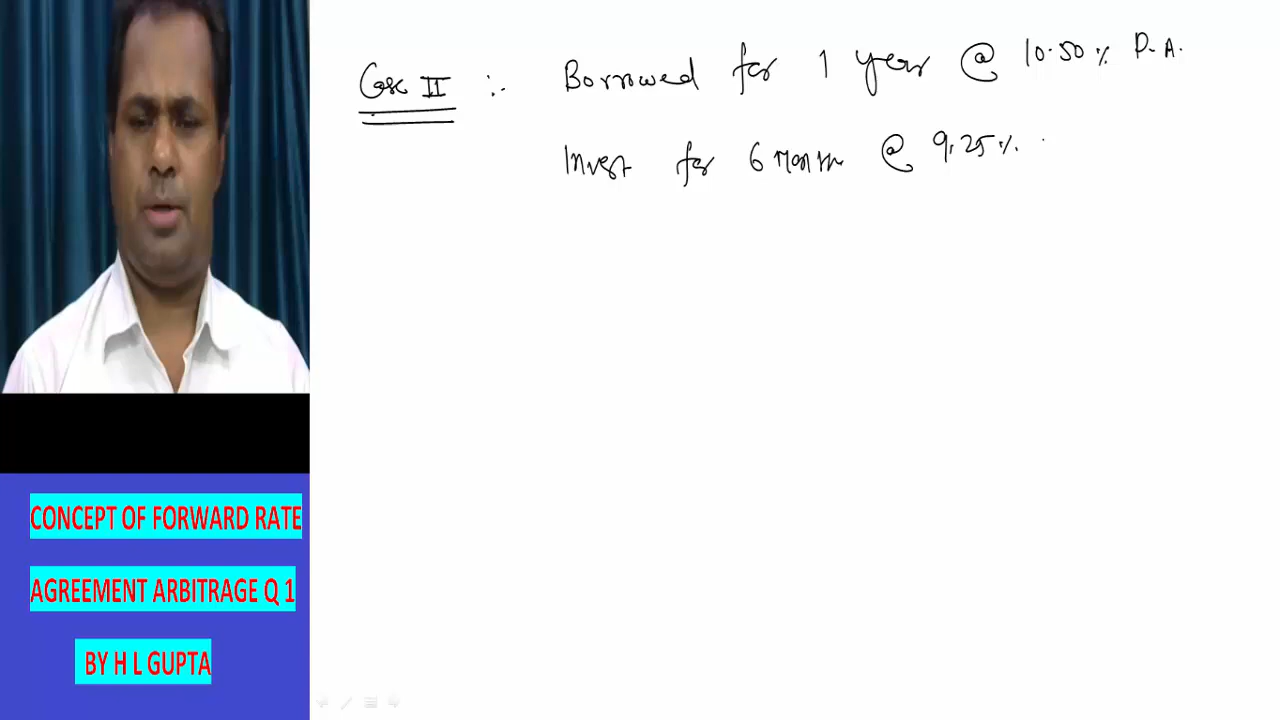 Case II :- Borrowed for 1 year @ 10.50% P.A.
Invest for 6 Month @ 9.25%.
CONCEPT OF FORWARD RATE
AGREEMENT ARBITRAGE Q 1
BY H L GUPTA